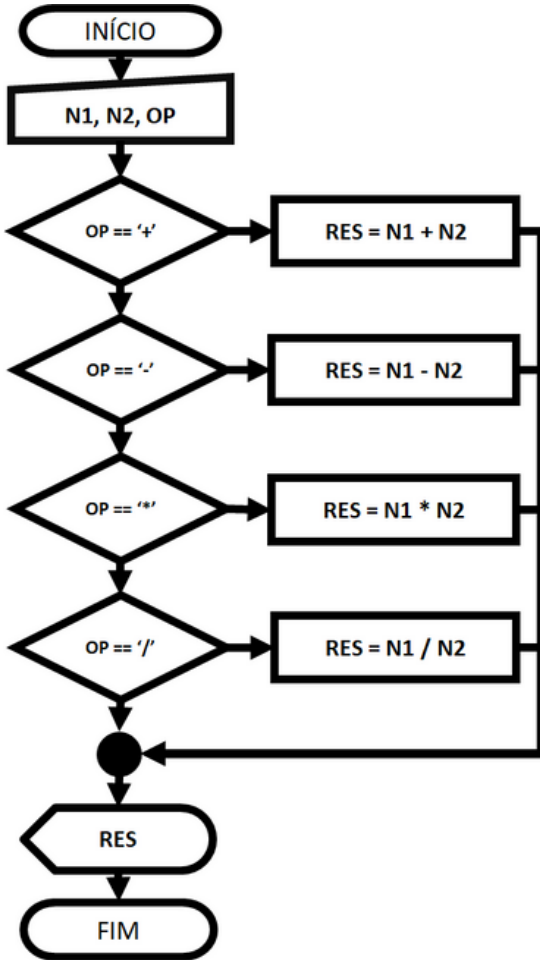 INÍCIO
N1, N2, OP
OP == ‘+’
RES = N1 + N2
OP == ‘-’
RES = N1 - N2
OP == ‘*’
RES = N1 * N2
OP == ‘/’
RES = N1 / N2
RES
FIM